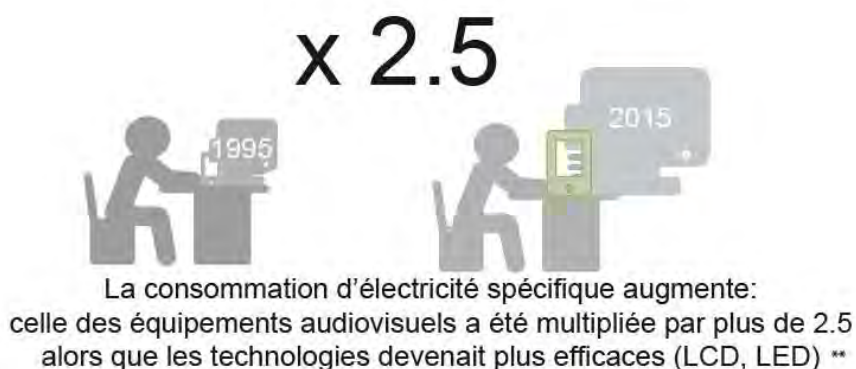 x 2.5
1995
2015
La consommation d'électricité spécifique augmente:
celle des équipements audiovisuels a été multipliée par plus de 2.5
alors que les technologies devenait plus efficaces (LCD, LED) **